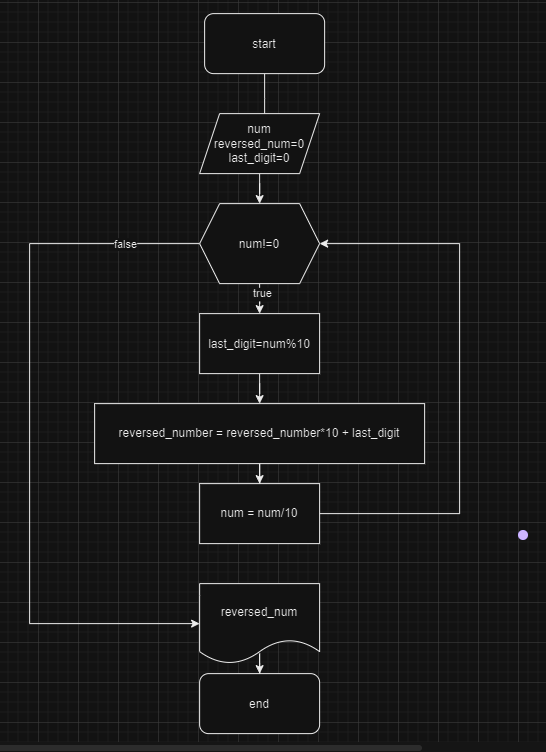 start
num
reversed_num=0
last_digit=0
num!=0
false
true
last_digit=num%10
reversed_number = reversed_number*10 + last_digit
num = num/10
reversed_num
end